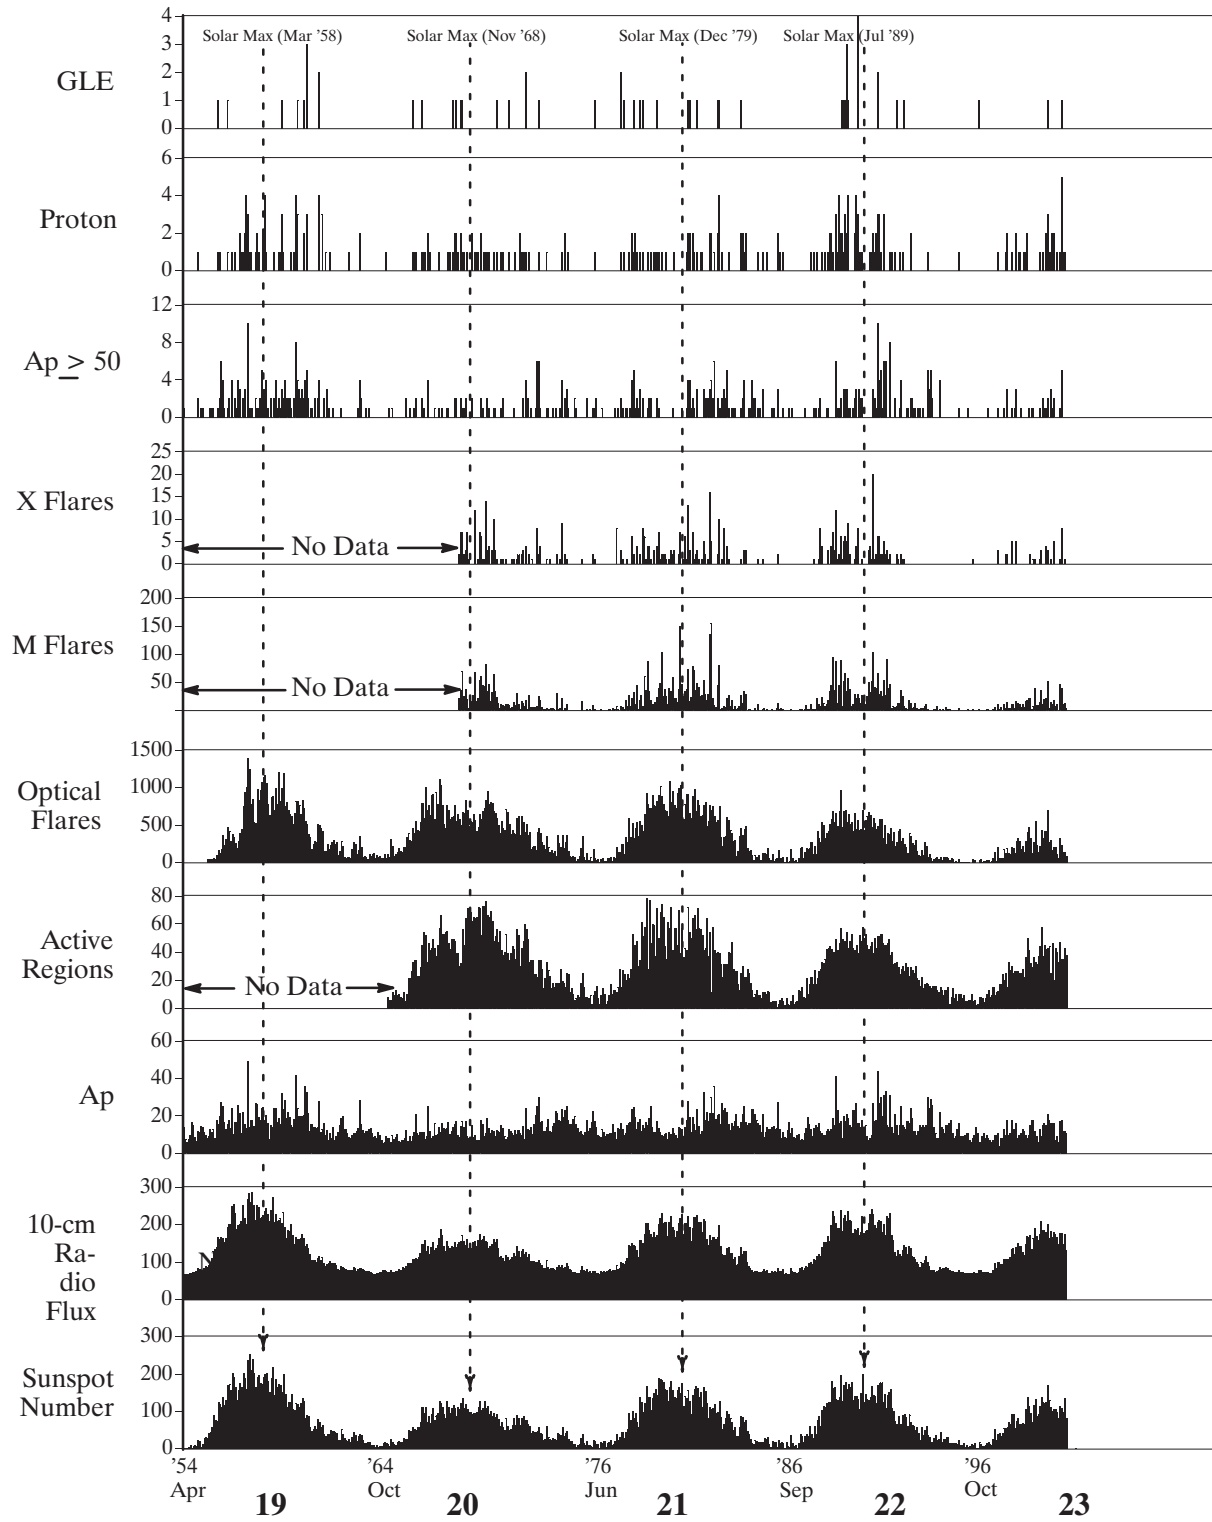 4
Solar Max (Mar '58) Solar Max (Nov '68) Solar Max (Dec '79) Solar Max (Jul '89)
3
GLE
2
1
0
6
4
Proton
2
0
12
8
Ap ≥ 50
4
0
25
20
X Flares
15
10
5
No Data
0
200
150
M Flares
100
50
No Data
1500
Optical
Flares
1000
500
0
80
60
Active
Regions
40
20
No Data
0
60
40
Ap
20
0
300
10-cm
Ra-
dio
Flux
200
100
N
0
300
Sunspot
Number
200
100
0
'54 '64 '76 '86 '96
Apr Oct Jun Sep Oct
19 20 21 22 23